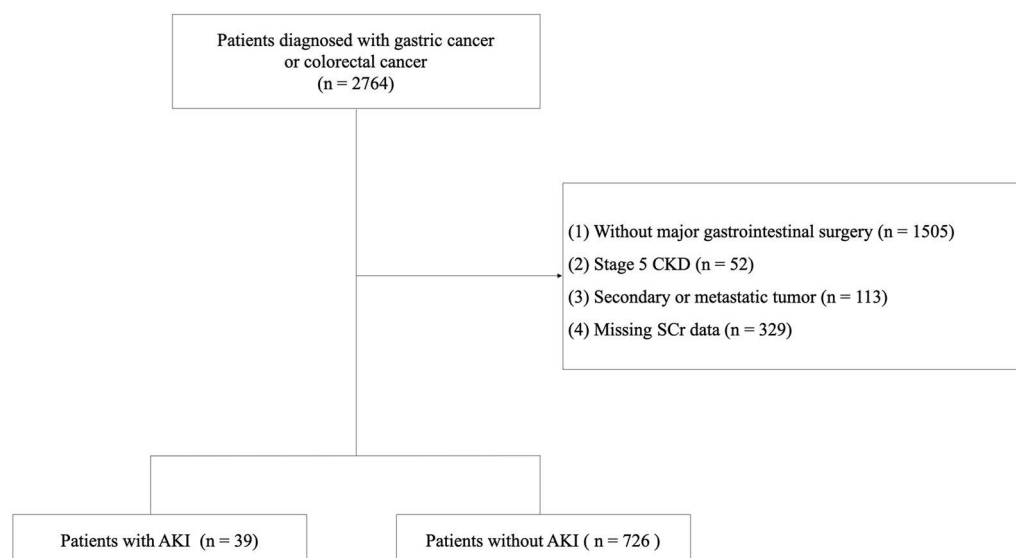 Patients diagnosed with gastric cancer
or colorectal cancer
(n = 2764)
(1) Without major gastrointestinal surgery (n = 1505)
(2) Stage 5 CKD (n = 52)
(3) Secondary or metastatic tumor (n = 113)
(4) Missing SCr data (n = 329)
Patients with AKI (n = 39)
Patients without AKI ( n = 726 )